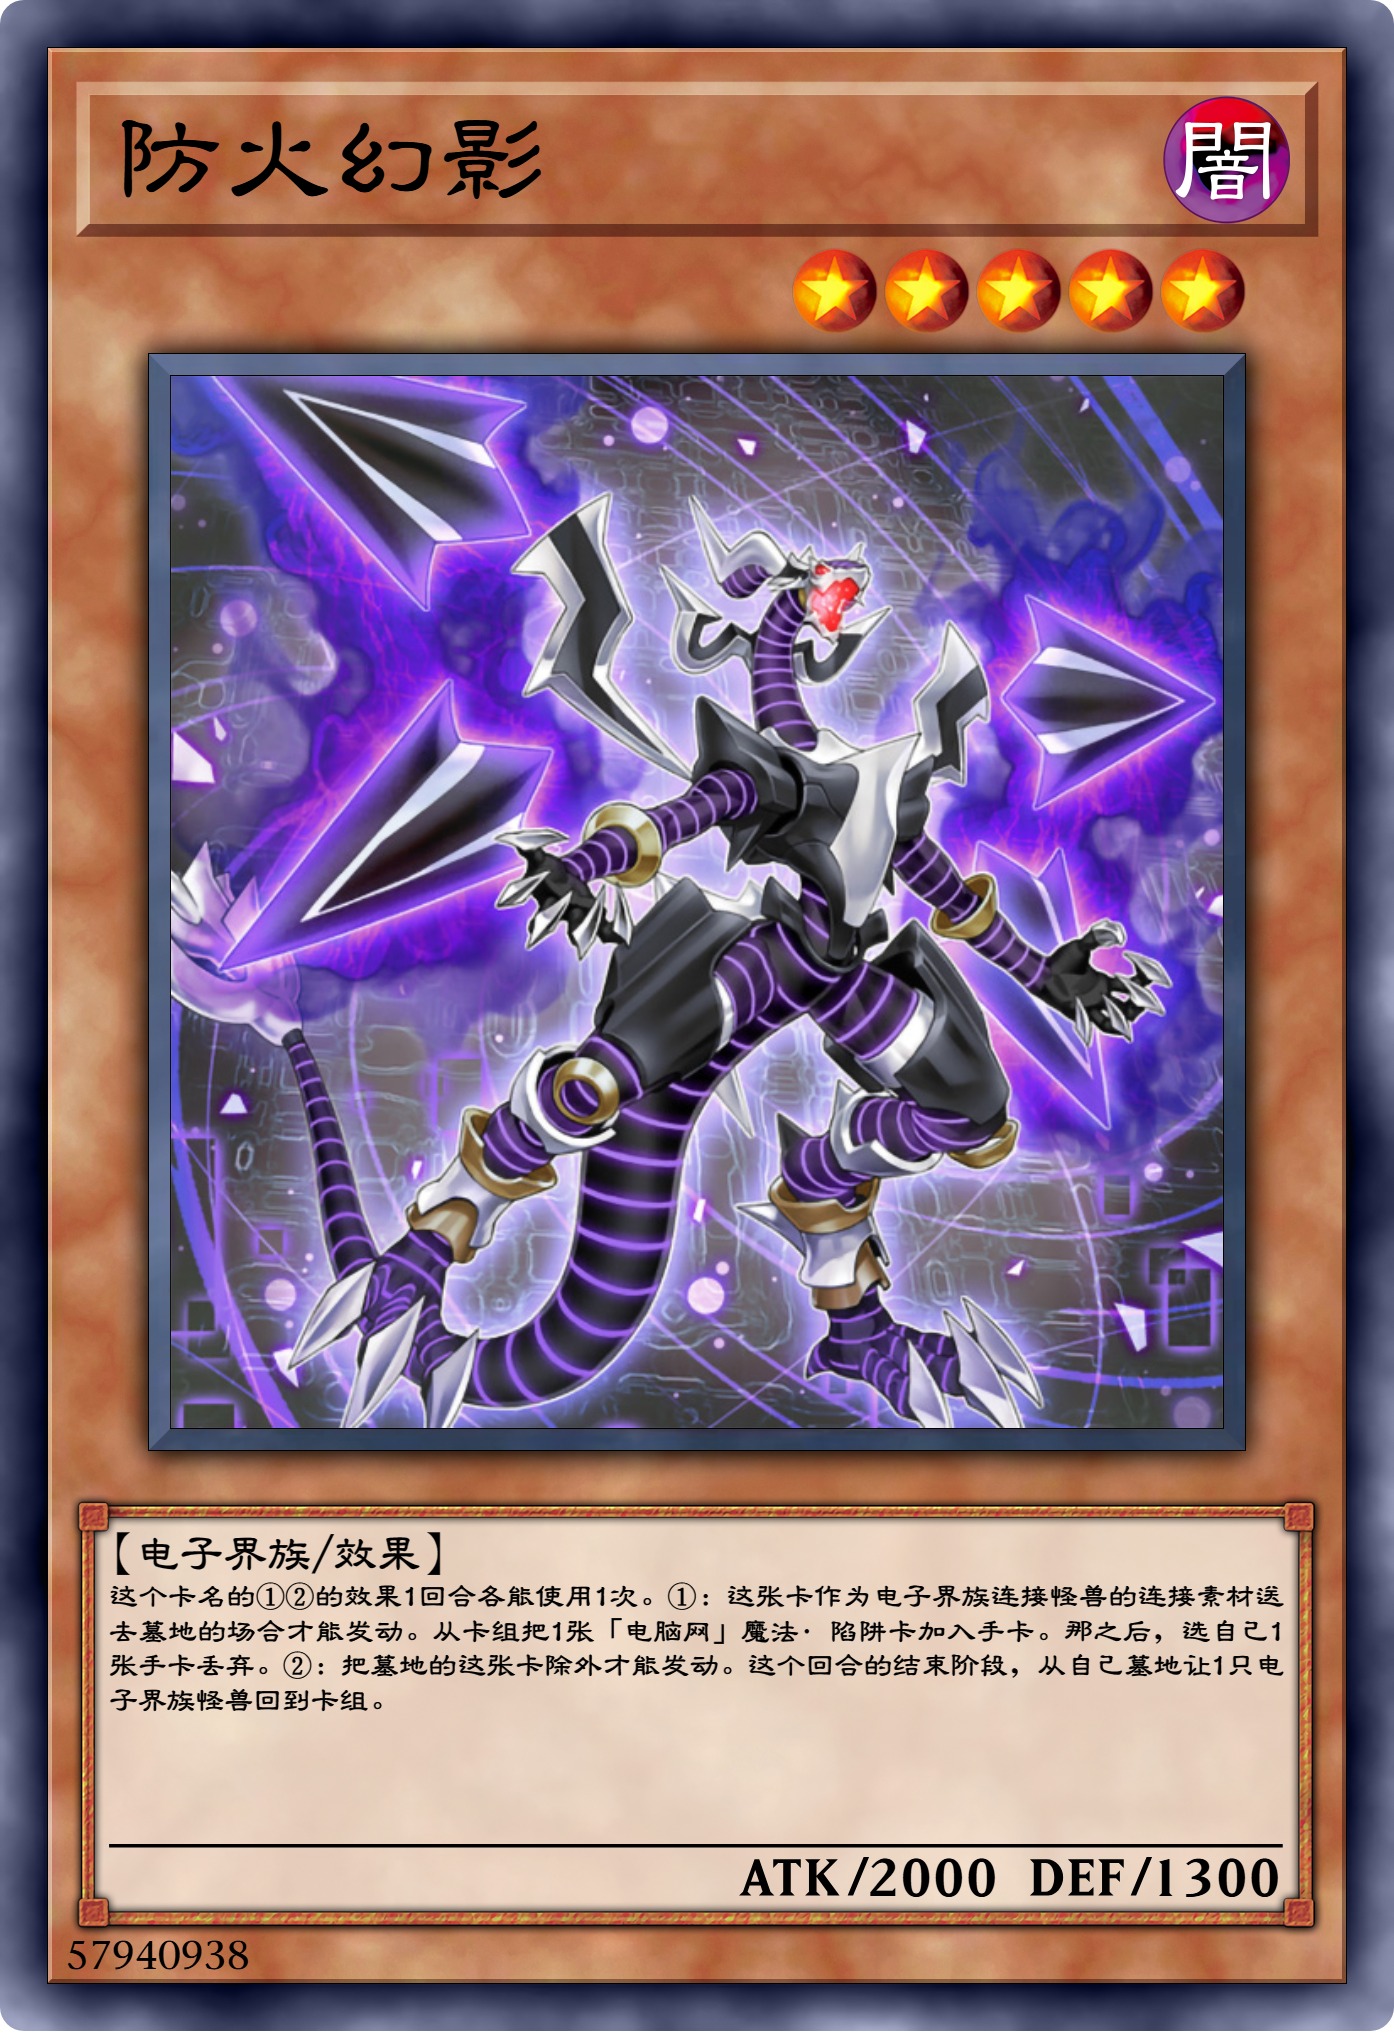 防火幻影
闇
【电子界族/效果】
这个卡名的①②的效果1回合各能使用1次。①：这张卡作为电子界族连接怪兽的连接素材送
去墓地的场合才能发动。从卡组把1张「电脑网」魔法·陷阱卡加入手卡。那之后，选自己1
张手卡丢弃。②：把墓地的这张卡除外才能发动。这个回合的结束阶段，从自己墓地让1只电
子界族怪兽回到卡组。
ATK/2000 DEF/1300
57940938